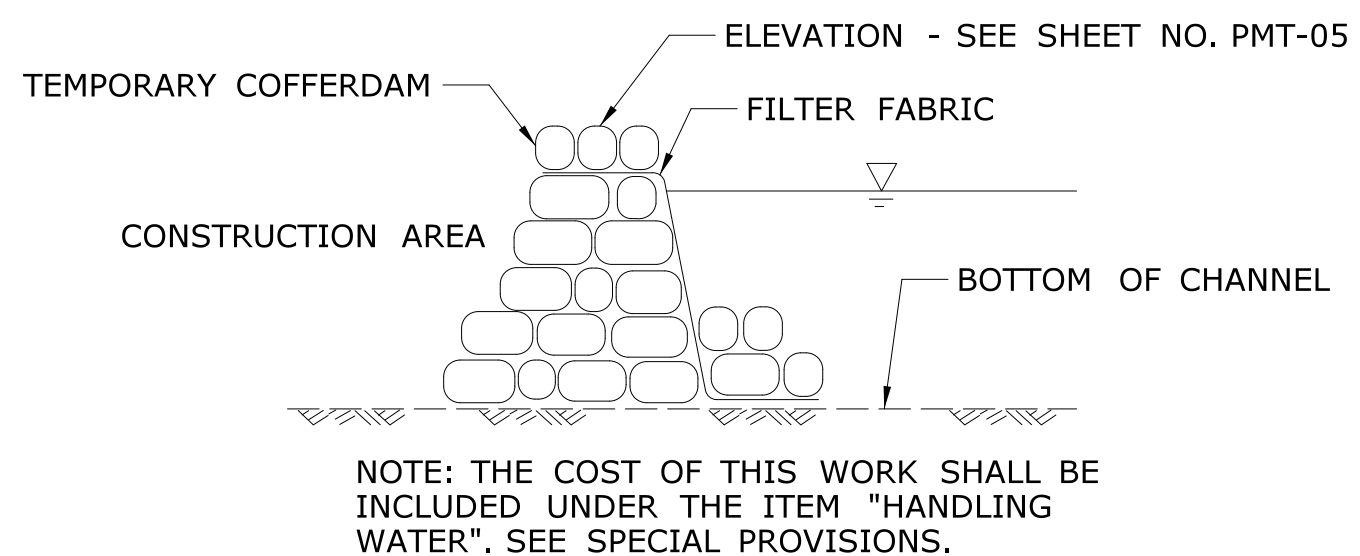 ELEVATION - SEE SHEET NO. PMT-05
TEMPORARY COFFERDAM
FILTER FABRIC
CONSTRUCTION AREA
BOTTOM OF CHANNEL
NOTE: THE COST OF THIS WORK SHALL BE
INCLUDED UNDER THE ITEM "HANDLING
WATER". SEE SPECIAL PROVISIONS.